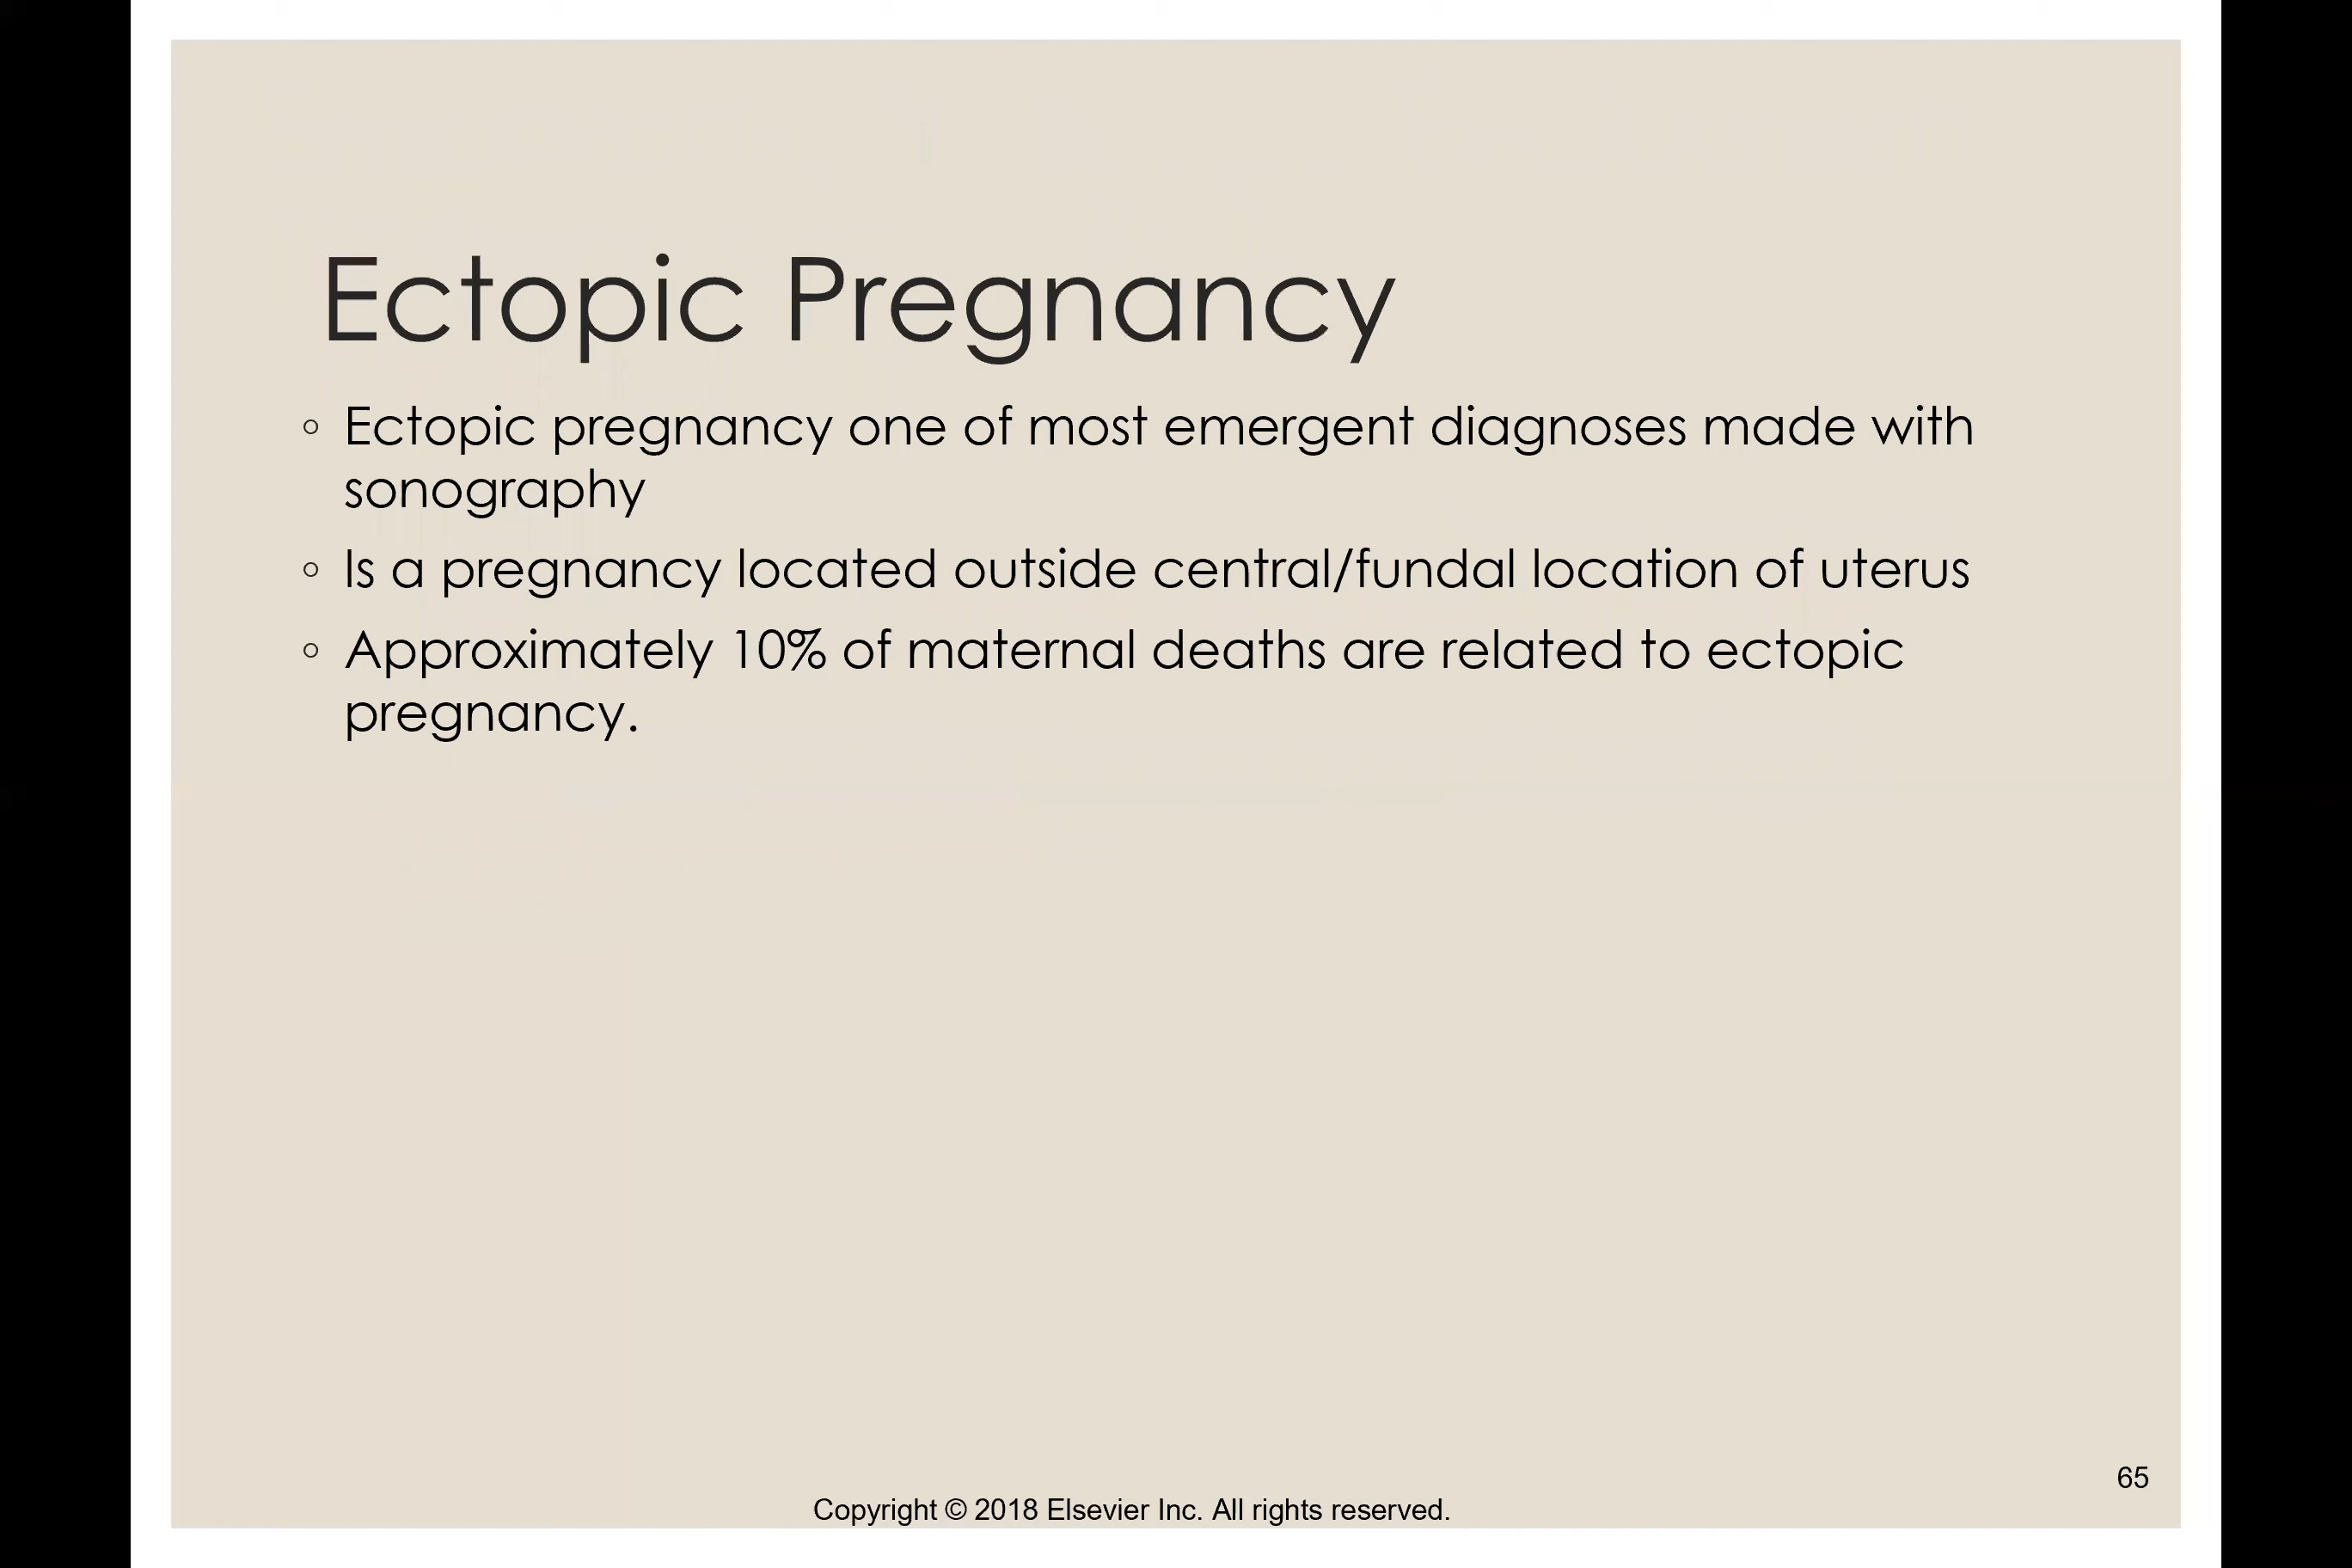 Ectopic Pregnancy
◦ Ectopic pregnancy one of most emergent diagnoses made with
sonography
◦ Is a pregnancy located outside central/fundal location of uterus
◦ Approximately 10% of maternal deaths are related to ectopic
pregnancy.
65
Copyright © 2018 Elsevier Inc. All rights reserved.